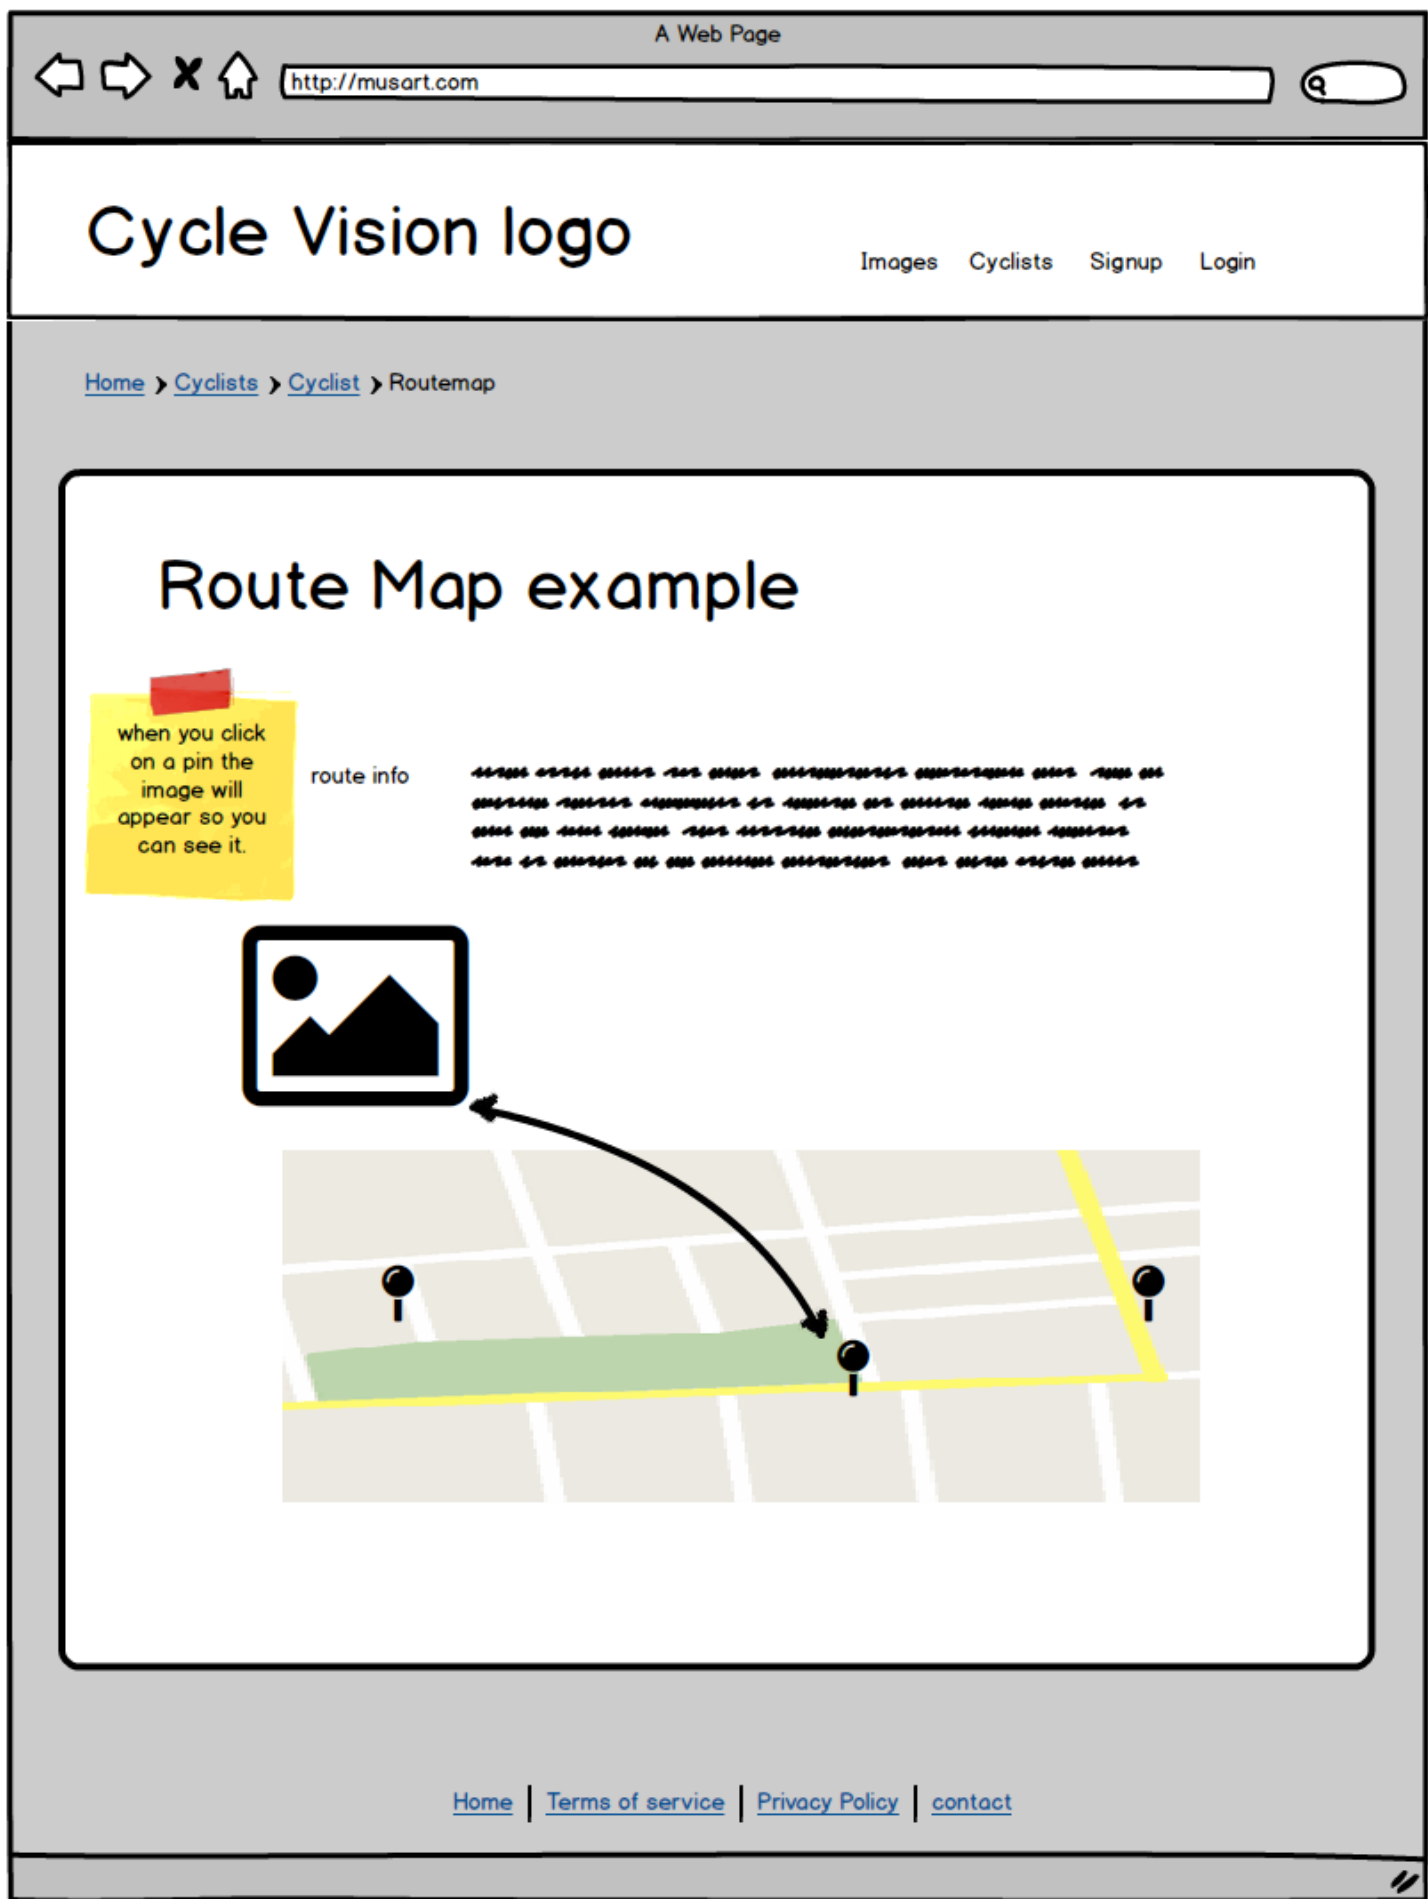 A Web Page
http://musart.com
Cycle Vision logo
Images Cyclists Signup Login
Home Cyclists Cyclist Routemap
Route Map example
when you click
on a pin the
image will
appear so you
can see it.
route info
Home Terms of service Privacy Policy contact